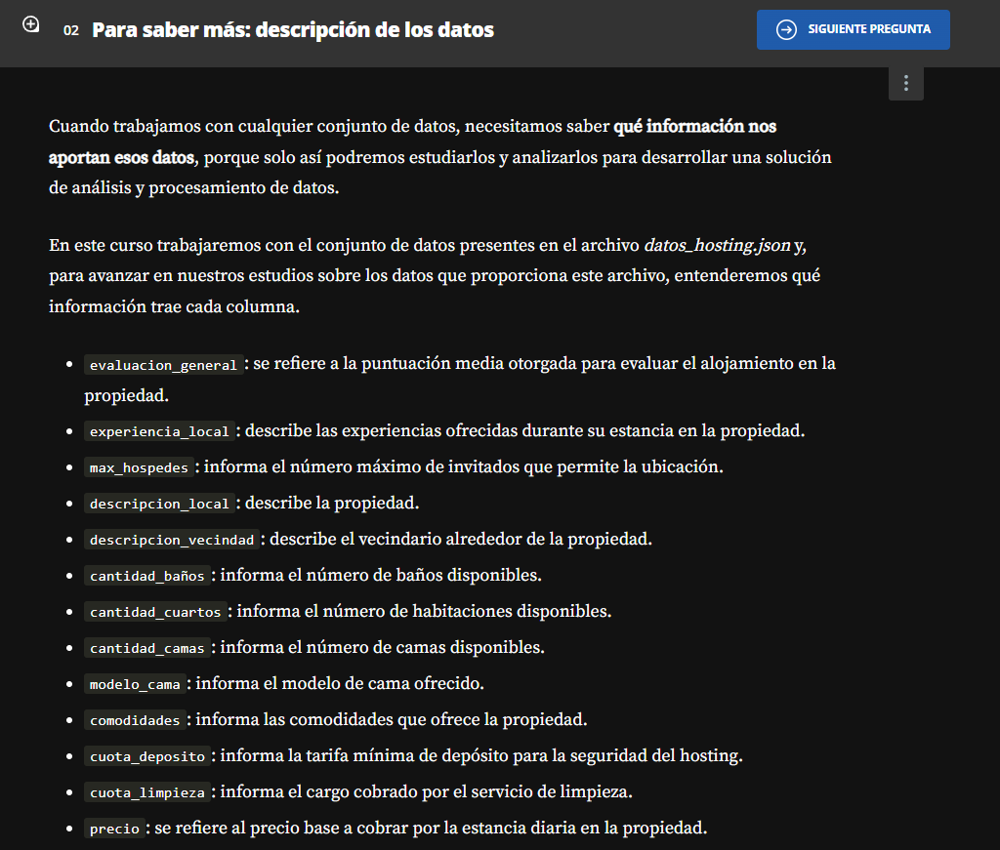 02 Para saber más: descripción de los datos
SIGUIENTE PREGUNTA
Cuando trabajamos con cualquier conjunto de datos, necesitamos saber qué información nos
aportan esos datos, porque solo así podremos estudiarlos y analizarlos para desarrollar una solución
de análisis y procesamiento de datos.
En este curso trabajaremos con el conjunto de datos presentes en el archivo datos_hosting.json y,
para avanzar en nuestros estudios sobre los datos que proporciona este archivo, entenderemos qué
información trae cada columna.
• evaluacion_general : se refiere a la puntuación media otorgada para evaluar el alojamiento en la
propiedad.
• experiencia_local : describe las experiencias ofrecidas durante su estancia en la propiedad.
• max_hospedes : informa el número máximo de invitados que permite la ubicación.
• descripcion_local : describe la propiedad.
• descripcion_vecindad : describe el vecindario alrededor de la propiedad.
• cantidad_baños : informa el número de baños disponibles.
• cantidad_cuartos : informa el número de habitaciones disponibles.
• cantidad_camas : informa el número de camas disponibles.
• modelo_cama : informa el modelo de cama ofrecido.
• comodidades : informa las comodidades que ofrece la propiedad.
• cuota_deposito : informa la tarifa mínima de depósito para la seguridad del hosting.
• cuota_limpieza : informa el cargo cobrado por el servicio de limpieza.
• precio : se refiere al precio base a cobrar por la estancia diaria en la propiedad.